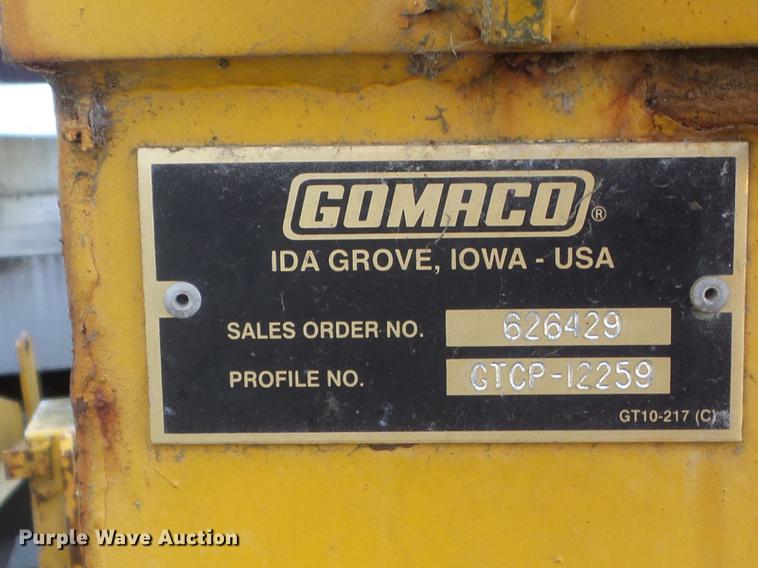 GOMACO®
IDA GROVE, IOWA - USA
SALES ORDER NO. 626429
PROFILE NO. GTCP-12259
GT10-217 (C)
Purple Wave Auction